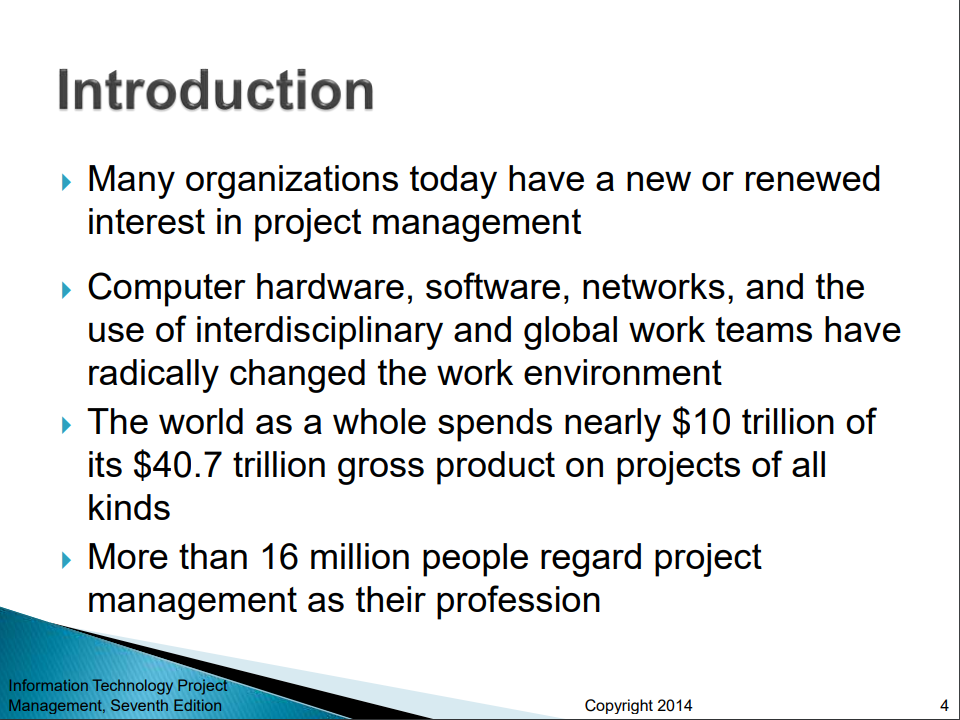 Introduction
Many organizations today have a new or renewed
interest in project management
Computer hardware, software, networks, and the
use of interdisciplinary and global work teams have
radically changed the work environment
The world as a whole spends nearly $10 trillion of
its $40.7 trillion gross product on projects of all
kinds
More than 16 million people regard project
management as their profession
Information Technology Project
Management, Seventh Edition
Copyright 2014
4